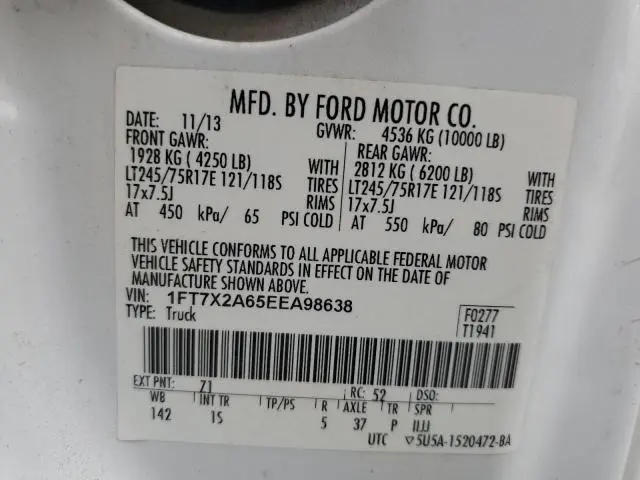 MFD. BY FORD MOTOR CO.
DATE: 11/13 GVWR: 4536 KG (10000 LB)
FRONT GAWR: REAR GAWR:
1928 KG ( 4250 LB) WITH 2812 KG ( 6200 LB) WITH
LT245/75R17E 121/118S TIRES LT245/75R17E 121/118S TIRES
17x7.5J RIMS 17x7.5J RIMS
AT 450 kPa/ 65 PSI COLD AT 550 kPa/ 80 PSI COLD
THIS VEHICLE CONFORMS TO ALL APPLICABLE FEDERAL MOTOR
VEHICLE SAFETY STANDARDS IN EFFECT ON THE DATE OF
MANUFACTURE SHOWN ABOVE.
VIN: 1FT7X2A65EEA98638 F0277
TYPE: Truck T1941
EXT PNT: Z1 RC: 52 DSO:
WB INT TR TP/PS R AXLE TR SPR
142 1S 5 37 P IIJJ
UTC ▽5U5A-1520472-BA